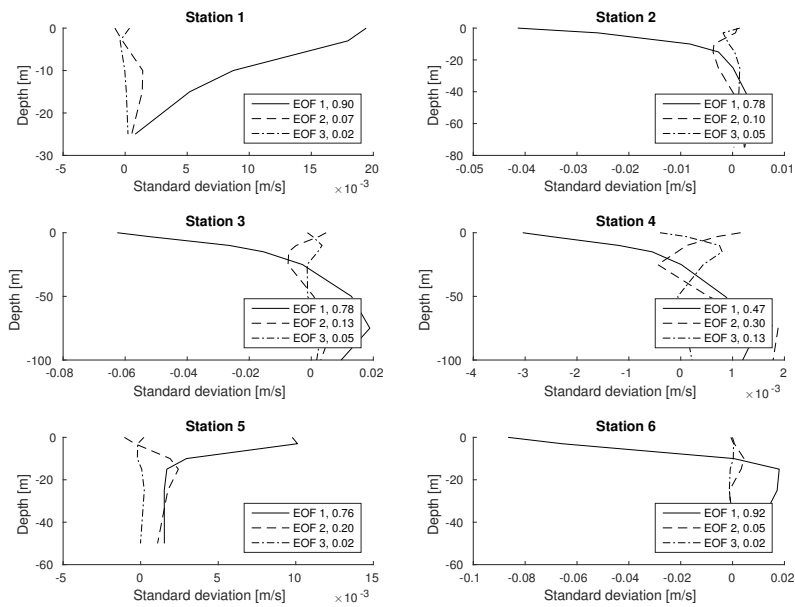 Station 1
0
-10
-20
-30
Depth [m]
EOF 1, 0.90
EOF 2, 0.07
EOF 3, 0.02
-5 0 5 10 15 20
Standard deviation [m/s]
×10⁻³
Station 2
0
-20
-40
-60
-80
Depth [m]
EOF 1, 0.78
EOF 2, 0.10
EOF 3, 0.05
-0.05 -0.04 -0.03 -0.02 -0.01 0 0.01
Standard deviation [m/s]
Station 3
0
-50
-100
Depth [m]
EOF 1, 0.78
EOF 2, 0.13
EOF 3, 0.05
-0.08 -0.06 -0.04 -0.02 0 0.02
Standard deviation [m/s]
Station 4
0
-50
-100
Depth [m]
EOF 1, 0.47
EOF 2, 0.30
EOF 3, 0.13
-4 -3 -2 -1 0 1 2
Standard deviation [m/s]
×10⁻³
Station 5
0
-20
-40
-60
Depth [m]
EOF 1, 0.76
EOF 2, 0.20
EOF 3, 0.02
-5 0 5 10 15
Standard deviation [m/s]
×10⁻³
Station 6
0
-20
-40
-60
Depth [m]
EOF 1, 0.92
EOF 2, 0.05
EOF 3, 0.02
-0.1 -0.08 -0.06 -0.04 -0.02 0 0.02
Standard deviation [m/s]